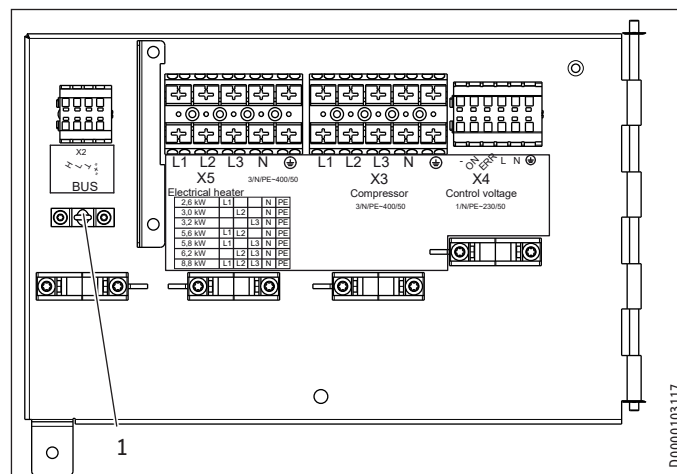 X2
H L ⊥ "+"
BUS
L1 L2 L3 N ⏚
X5 3/N/PE~400/50
Electrical heater
2,6 kW L1 N PE
3,0 kW L2 N PE
3,2 kW L3 N PE
5,6 kW L1 L2 N PE
5,8 kW L1 L3 N PE
6,2 kW L2 L3 N PE
8,8 kW L1 L2 L3 N PE
L1 L2 L3 N ⏚
X3
Compressor
3/N/PE~400/50
- ON ERR L N ⏚
X4
Control voltage
1/N/PE~230/50
1
D0000103117